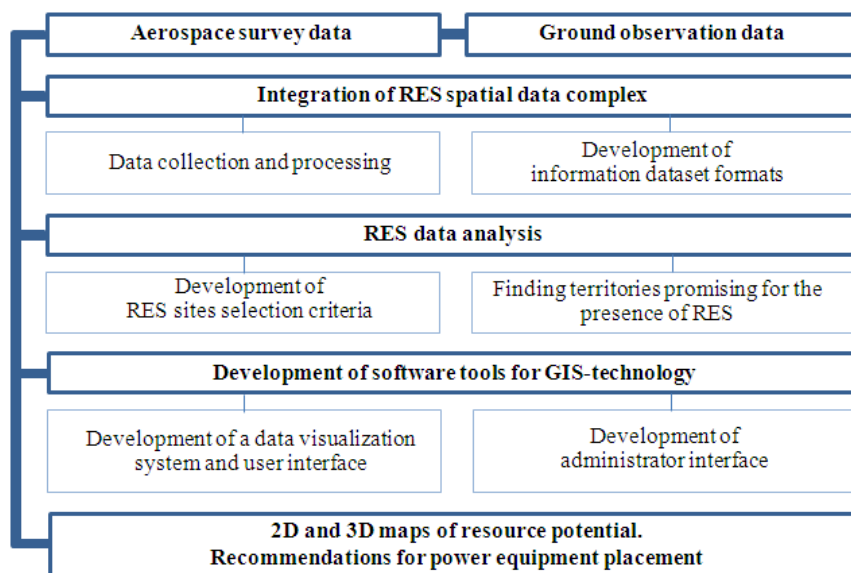 Aerospace survey data
Ground observation data
Integration of RES spatial data complex
Data collection and processing
Development of
information dataset formats
RES data analysis
Development of
RES sites selection criteria
Finding territories promising for the
presence of RES
Development of software tools for GIS-technology
Development of a data visualization
system and user interface
Development of
administrator interface
2D and 3D maps of resource potential.
Recommendations for power equipment placement